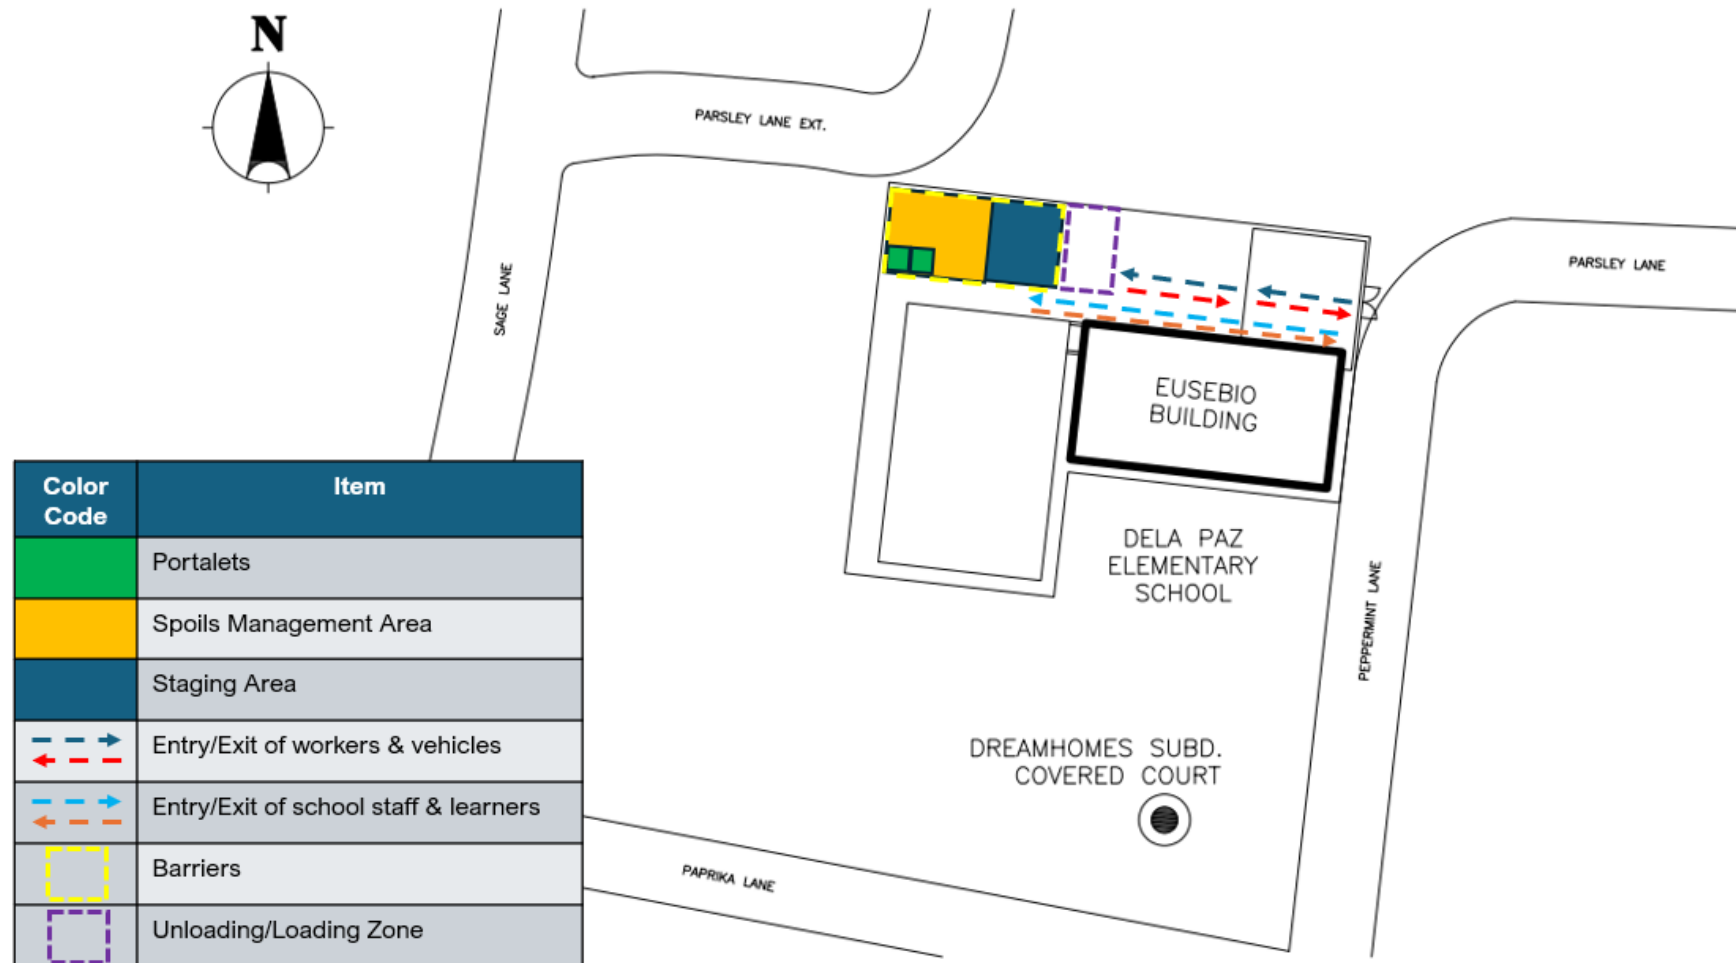 N
PARSLEY LANE EXT.
SAGE LANE
PARSLEY LANE
EUSEBIO
BUILDING
DELA PAZ
ELEMENTARY
SCHOOL
PEPPERMINT LANE
DREAMHOMES SUBD.
COVERED COURT
PAPRIKA LANE
Color
Code
Item
Portalets
Spoils Management Area
Staging Area
Entry/Exit of workers & vehicles
Entry/Exit of school staff & learners
Barriers
Unloading/Loading Zone